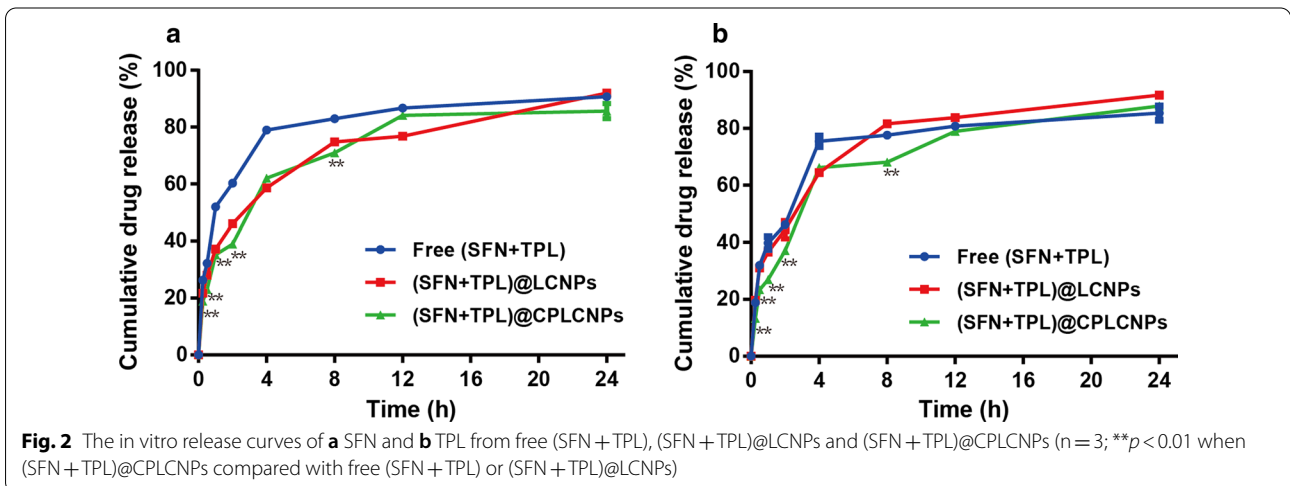 a
b
Cumulative drug release (%)
100
80
60
40
20
0
**
**
**
**
**
Free (SFN+TPL)
(SFN+TPL)@LCNPs
(SFN+TPL)@CPLCNPs
0 4 8 12 16 20 24
Time (h)
Cumulative drug release (%)
100
80
60
40
20
0
**
**
**
**
**
Free (SFN+TPL)
(SFN+TPL)@LCNPs
(SFN+TPL)@CPLCNPs
0 4 8 12 16 20 24
Time (h)
Fig. 2 The in vitro release curves of a SFN and b TPL from free (SFN + TPL), (SFN + TPL)@LCNPs and (SFN + TPL)@CPLCNPs (n = 3; **p < 0.01 when
(SFN + TPL)@CPLCNPs compared with free (SFN + TPL) or (SFN + TPL)@LCNPs)